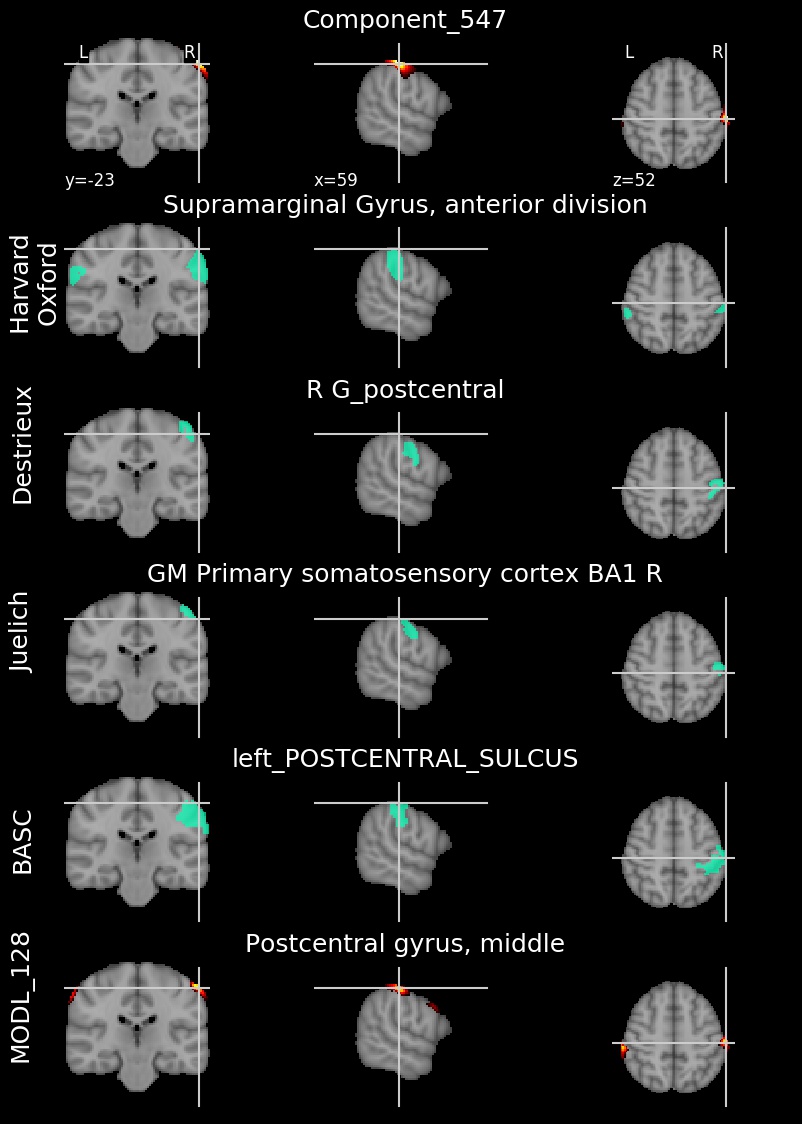 Component_547
L R
L R
y=-23 x=59 z=52
Supramarginal Gyrus, anterior division
Harvard
Oxford
R G_postcentral
Destrieux
GM Primary somatosensory cortex BA1 R
Juelich
left_POSTCENTRAL_SULCUS
BASC
Postcentral gyrus, middle
MODL_128